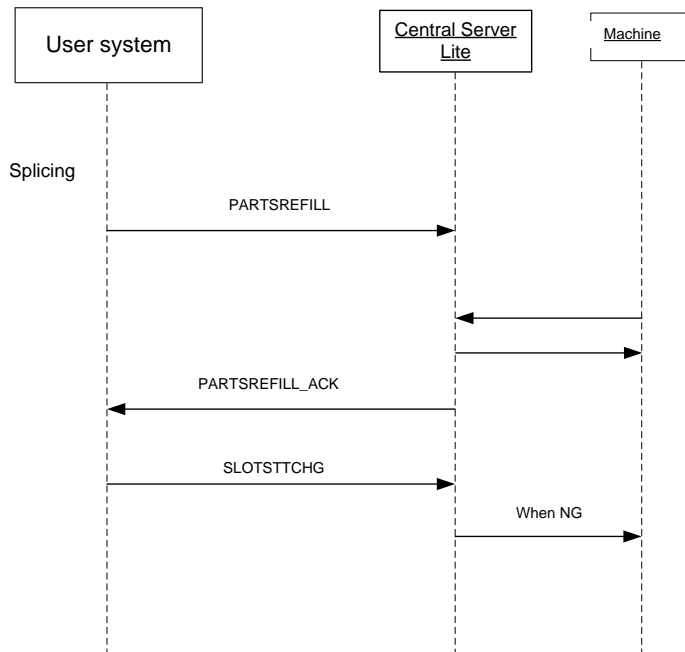 User system
Central Server
Lite
Machine
Splicing
PARTSREFILL
PARTSREFILL_ACK
SLOTSTTCHG
When NG